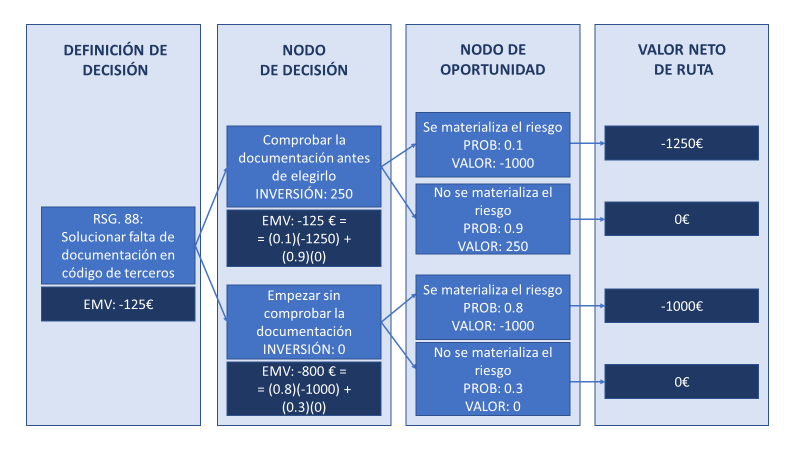 DEFINICIÓN DE
DECISIÓN
RSG. 88:
Solucionar falta de
documentación en
código de terceros
EMV: -125€
NODO
DE DECISIÓN
Comprobar la
documentación antes
de elegirlo
INVERSIÓN: 250
EMV: -125 € =
= (0.1)(-1250) +
(0.9)(0)
Empezar sin
comprobar la
documentación
INVERSIÓN: 0
EMV: -800 € =
= (0.8)(-1000) +
(0.3)(0)
NODO DE
OPORTUNIDAD
Se materializa el riesgo
PROB: 0.1
VALOR: -1000
No se materializa el
riesgo
PROB: 0.9
VALOR: 250
Se materializa el riesgo
PROB: 0.8
VALOR: -1000
No se materializa el
riesgo
PROB: 0.3
VALOR: 0
VALOR NETO
DE RUTA
-1250€
0€
-1000€
0€